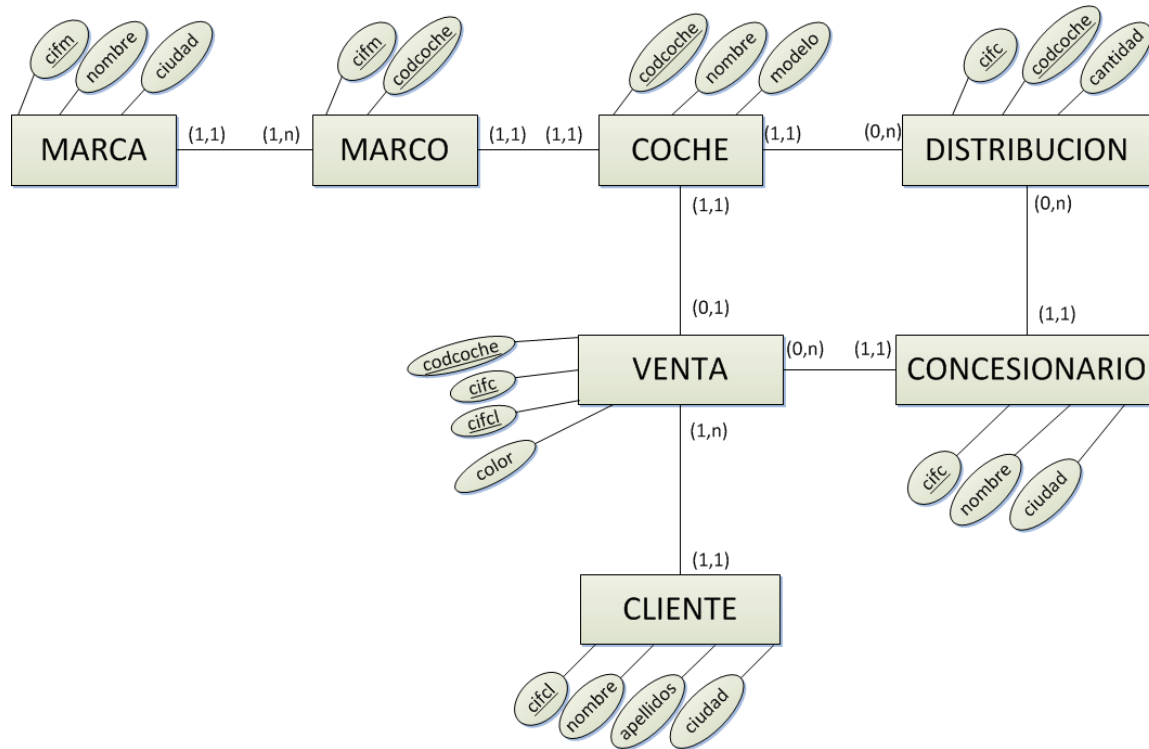 cifm
nombre
ciudad
cifm
codcoche
codcoche
nombre
modelo
cifc
codcoche
cantidad
MARCA
(1,1)
(1,n)
MARCO
(1,1)
(1,1)
COCHE
(1,1)
(0,n)
DISTRIBUCION
(1,1)
(0,n)
(0,1)
(1,1)
codcoche
cifc
cifcl
color
VENTA
(0,n)
(1,1)
CONCESIONARIO
(1,n)
cifc
nombre
ciudad
(1,1)
CLIENTE
cifcl
nombre
apellidos
ciudad